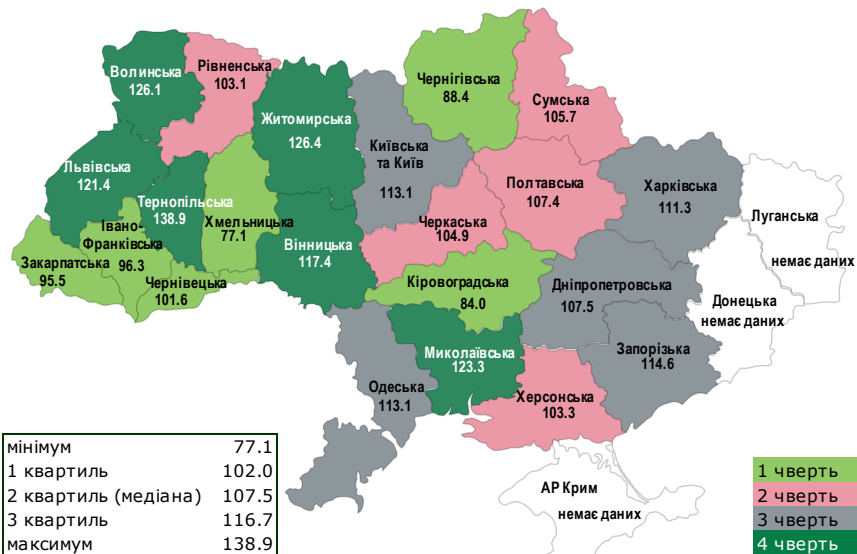 Волинська
126.1
Рівненська
103.1
Житомирська
126.4
Київська
та Київ
113.1
Чернігівська
88.4
Сумська
105.7
Львівська
121.4
Тернопільська
138.9
Хмельницька
77.1
Вінницька
117.4
Черкаська
104.9
Полтавська
107.4
Харківська
111.3
Луганська
немає даних
Івано-
Франківська
96.3
Закарпатська
95.5
Чернівецька
101.6
Кіровоградська
84.0
Дніпропетровська
107.5
Донецька
немає даних
Миколаївська
123.3
Запорізька
114.6
Одеська
113.1
Херсонська
103.3
АР Крим
немає даних
мінімум 77.1
1 квартиль 102.0
2 квартиль (медіана) 107.5
3 квартиль 116.7
максимум 138.9
1 чверть
2 чверть
3 чверть
4 чверть